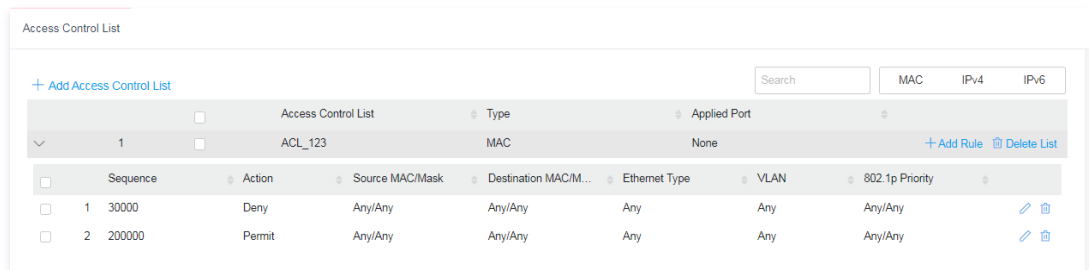 Access Control List
+ Add Access Control List
Search
MAC IPv4 IPv6
Access Control List Type Applied Port
1 ACL_123 MAC None + Add Rule Delete List
Sequence Action Source MAC/Mask Destination MAC/M... Ethernet Type VLAN 802.1p Priority
1 30000 Deny Any/Any Any/Any Any Any Any/Any
2 200000 Permit Any/Any Any/Any Any Any Any/Any